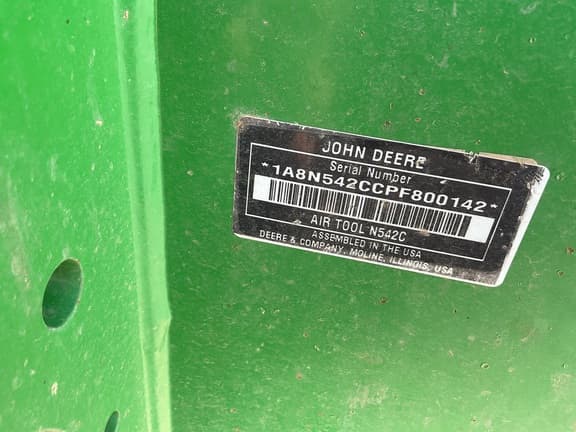 JOHN DEERE
Serial Number
*1A8N542CCPF800142*
AIR TOOL N542C
ASSEMBLED IN THE USA
DEERE & COMPANY, MOLINE, ILLINOIS, USA